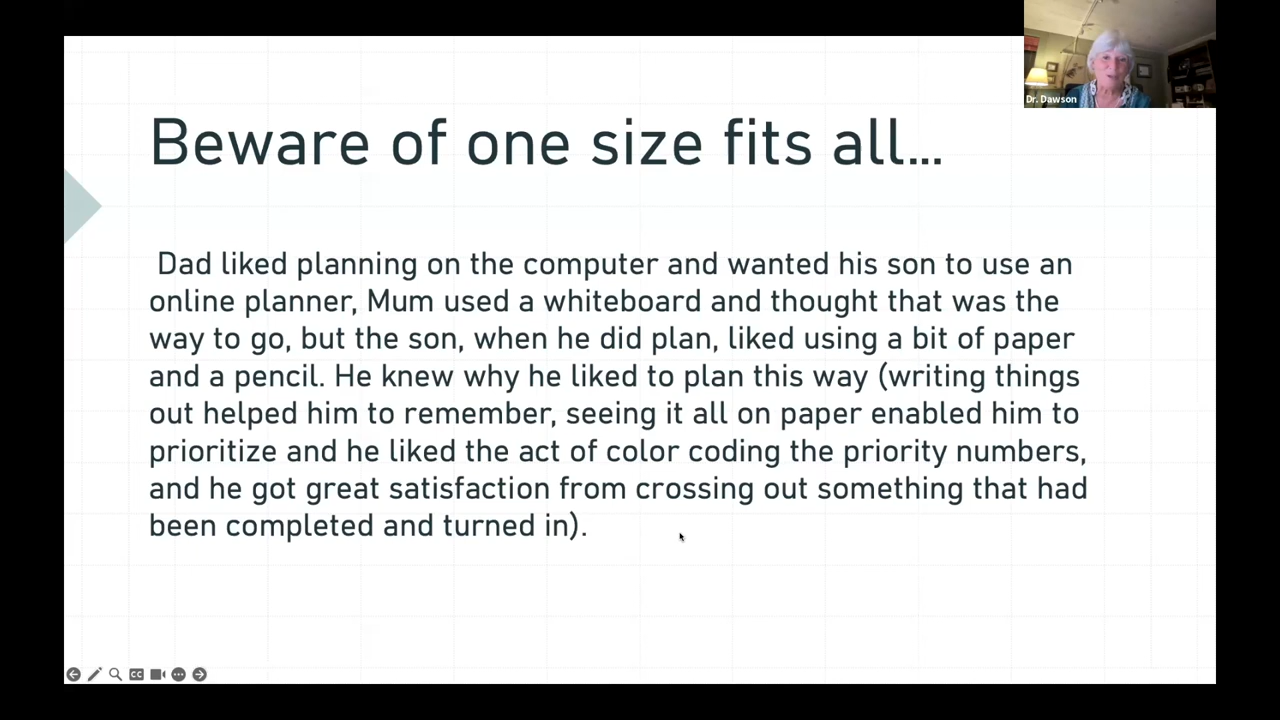 Dr. Dawson
Beware of one size fits all...
Dad liked planning on the computer and wanted his son to use an
online planner, Mum used a whiteboard and thought that was the
way to go, but the son, when he did plan, liked using a bit of paper
and a pencil. He knew why he liked to plan this way (writing things
out helped him to remember, seeing it all on paper enabled him to
prioritize and he liked the act of color coding the priority numbers,
and he got great satisfaction from crossing out something that had
been completed and turned in).
CC